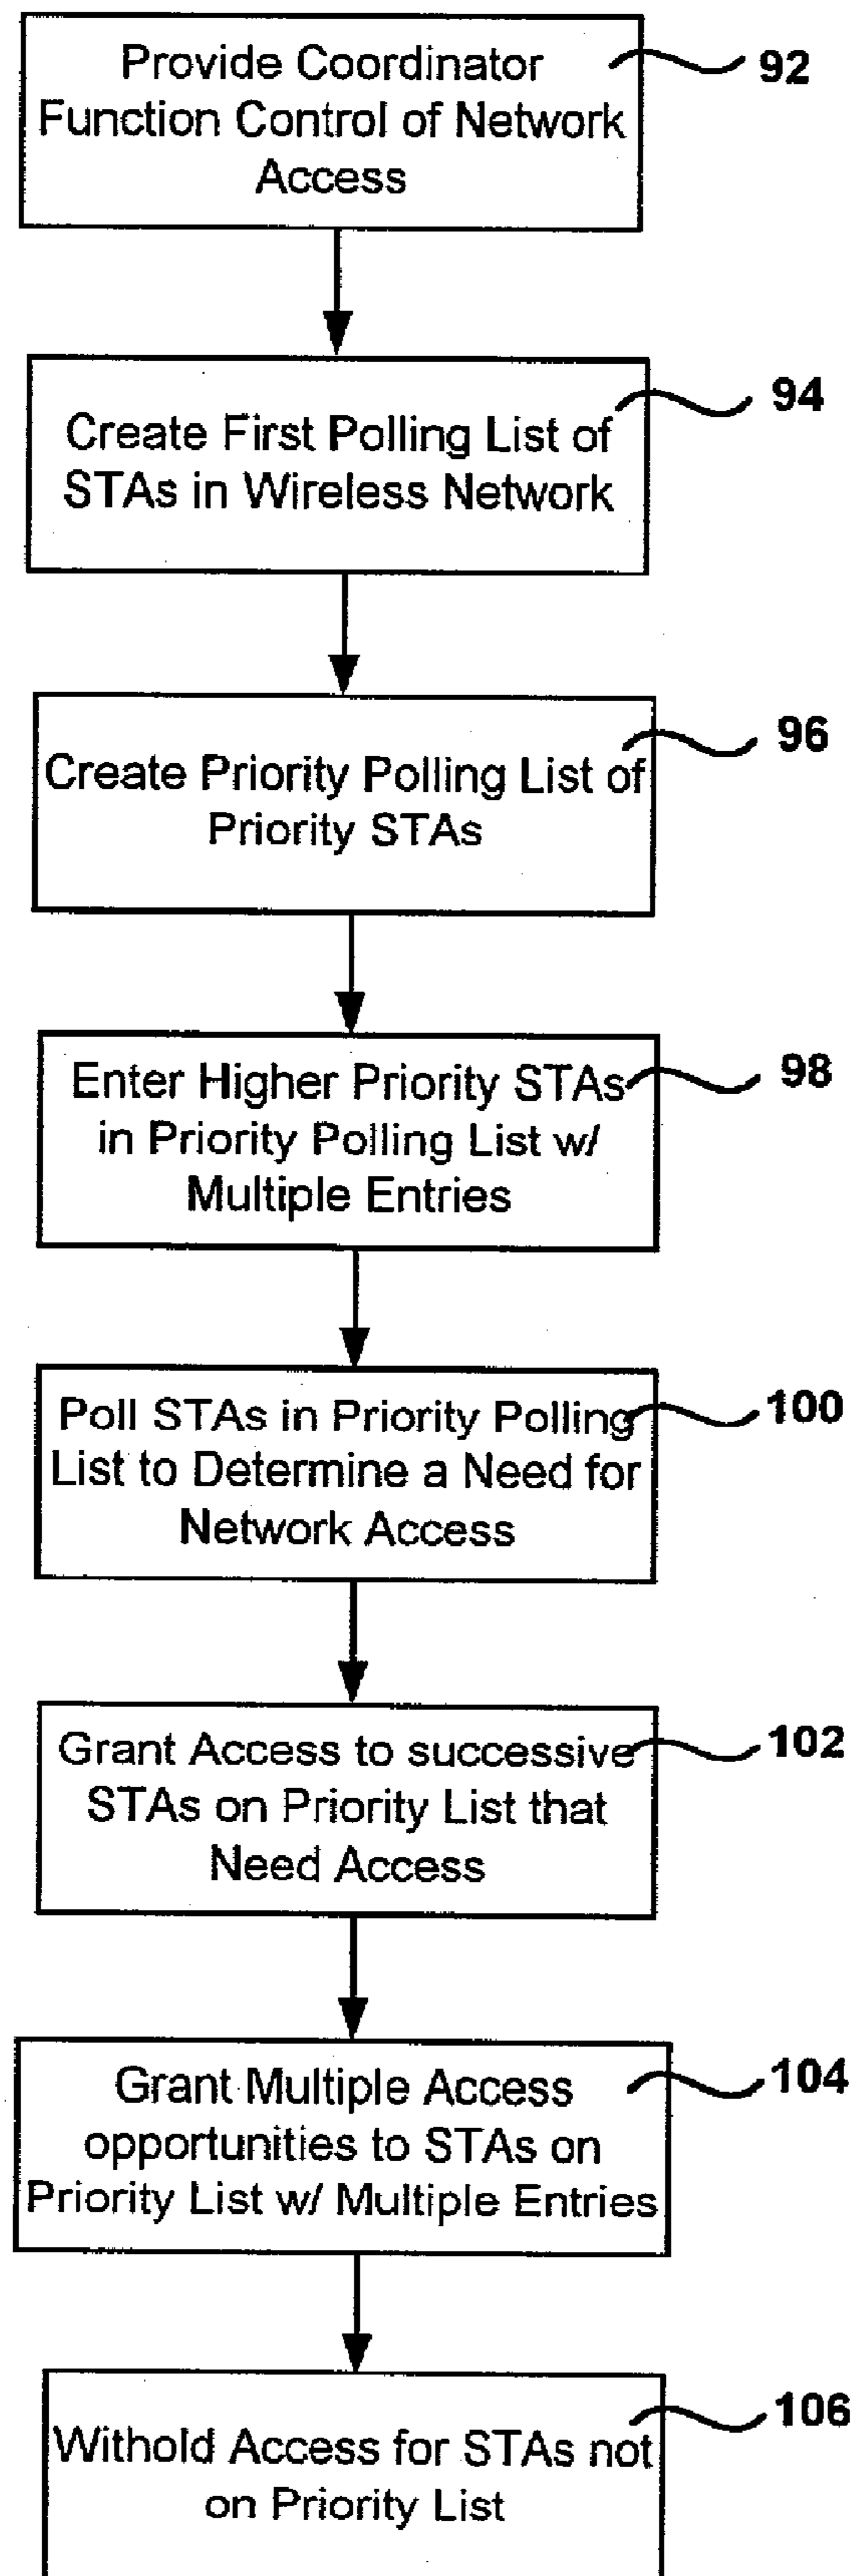 Provide Coordinator
Function Control of Network
Access
92
Create First Polling List of
STAs in Wireless Network
94
Create Priority Polling List of
Priority STAs
96
Enter Higher Priority STAs
in Priority Polling List w/
Multiple Entries
98
Poll STAs in Priority Polling
List to Determine a Need for
Network Access
100
Grant Access to successive
STAs on Priority List that
Need Access
102
Grant Multiple Access
opportunities to STAs on
Priority List w/ Multiple Entries
104
Withold Access for STAs not
on Priority List
106